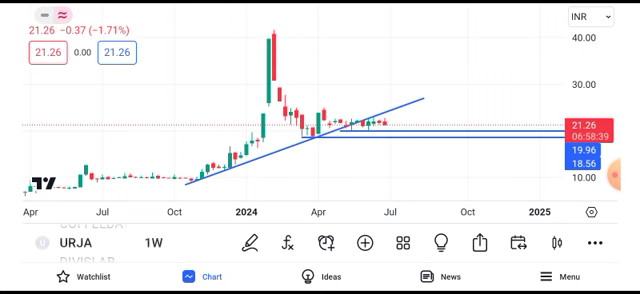 INR
21.26 −0.37 (−1.71%)
40.00
21.26 0.00 21.26
30.00
21.26
06:58:39
19.96
18.56
10.00
Apr Jul Oct 2024 Apr Jul Oct 2025
U URJA 1W
DIVISLAB
Watchlist Chart Ideas News Menu